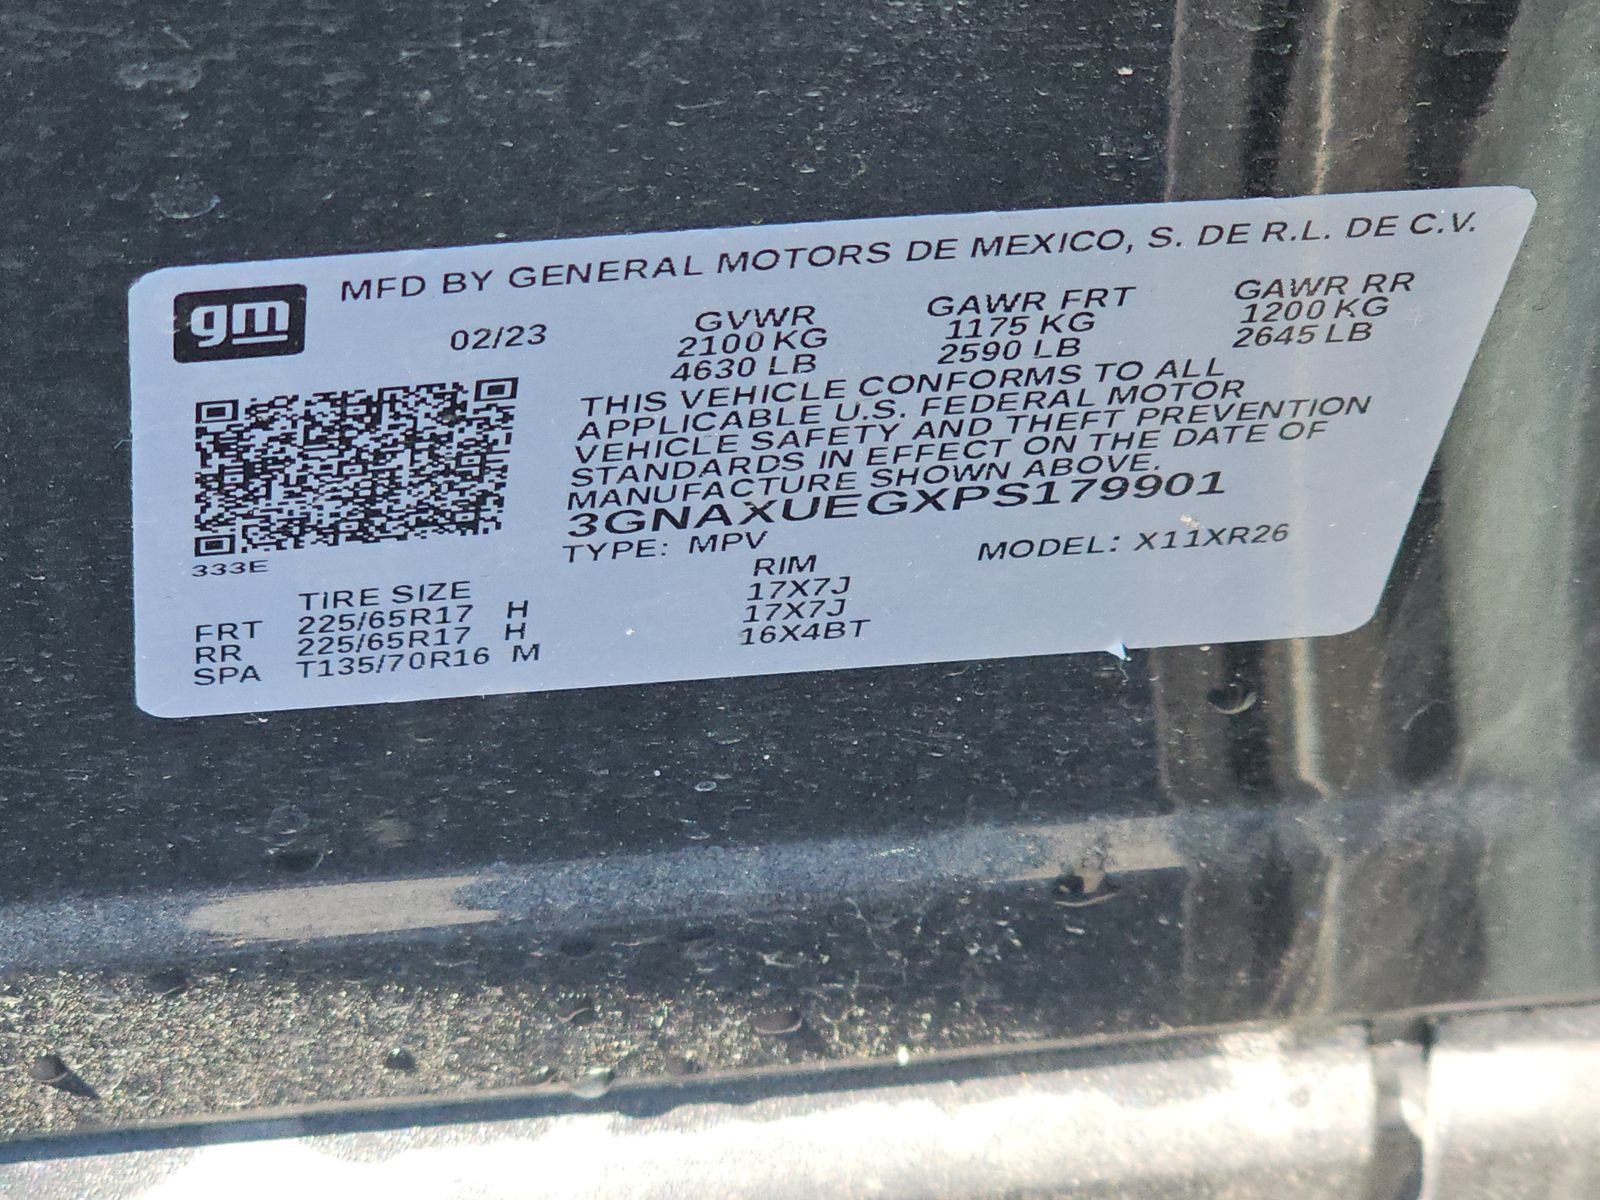 gm MFD BY GENERAL MOTORS DE MEXICO, S. DE R.L. DE C.V.
02/23 GVWR GAWR FRT GAWR RR
2100 KG 1175 KG 1200 KG
4630 LB 2590 LB 2645 LB
THIS VEHICLE CONFORMS TO ALL
APPLICABLE U.S. FEDERAL MOTOR
VEHICLE SAFETY AND THEFT PREVENTION
STANDARDS IN EFFECT ON THE DATE OF
MANUFACTURE SHOWN ABOVE.
3GNAXUEGXPS179901
TYPE: MPV MODEL: X11XR26
333E
TIRE SIZE RIM
FRT 225/65R17 H 17X7J
RR 225/65R17 H 17X7J
SPA T135/70R16 M 16X4BT